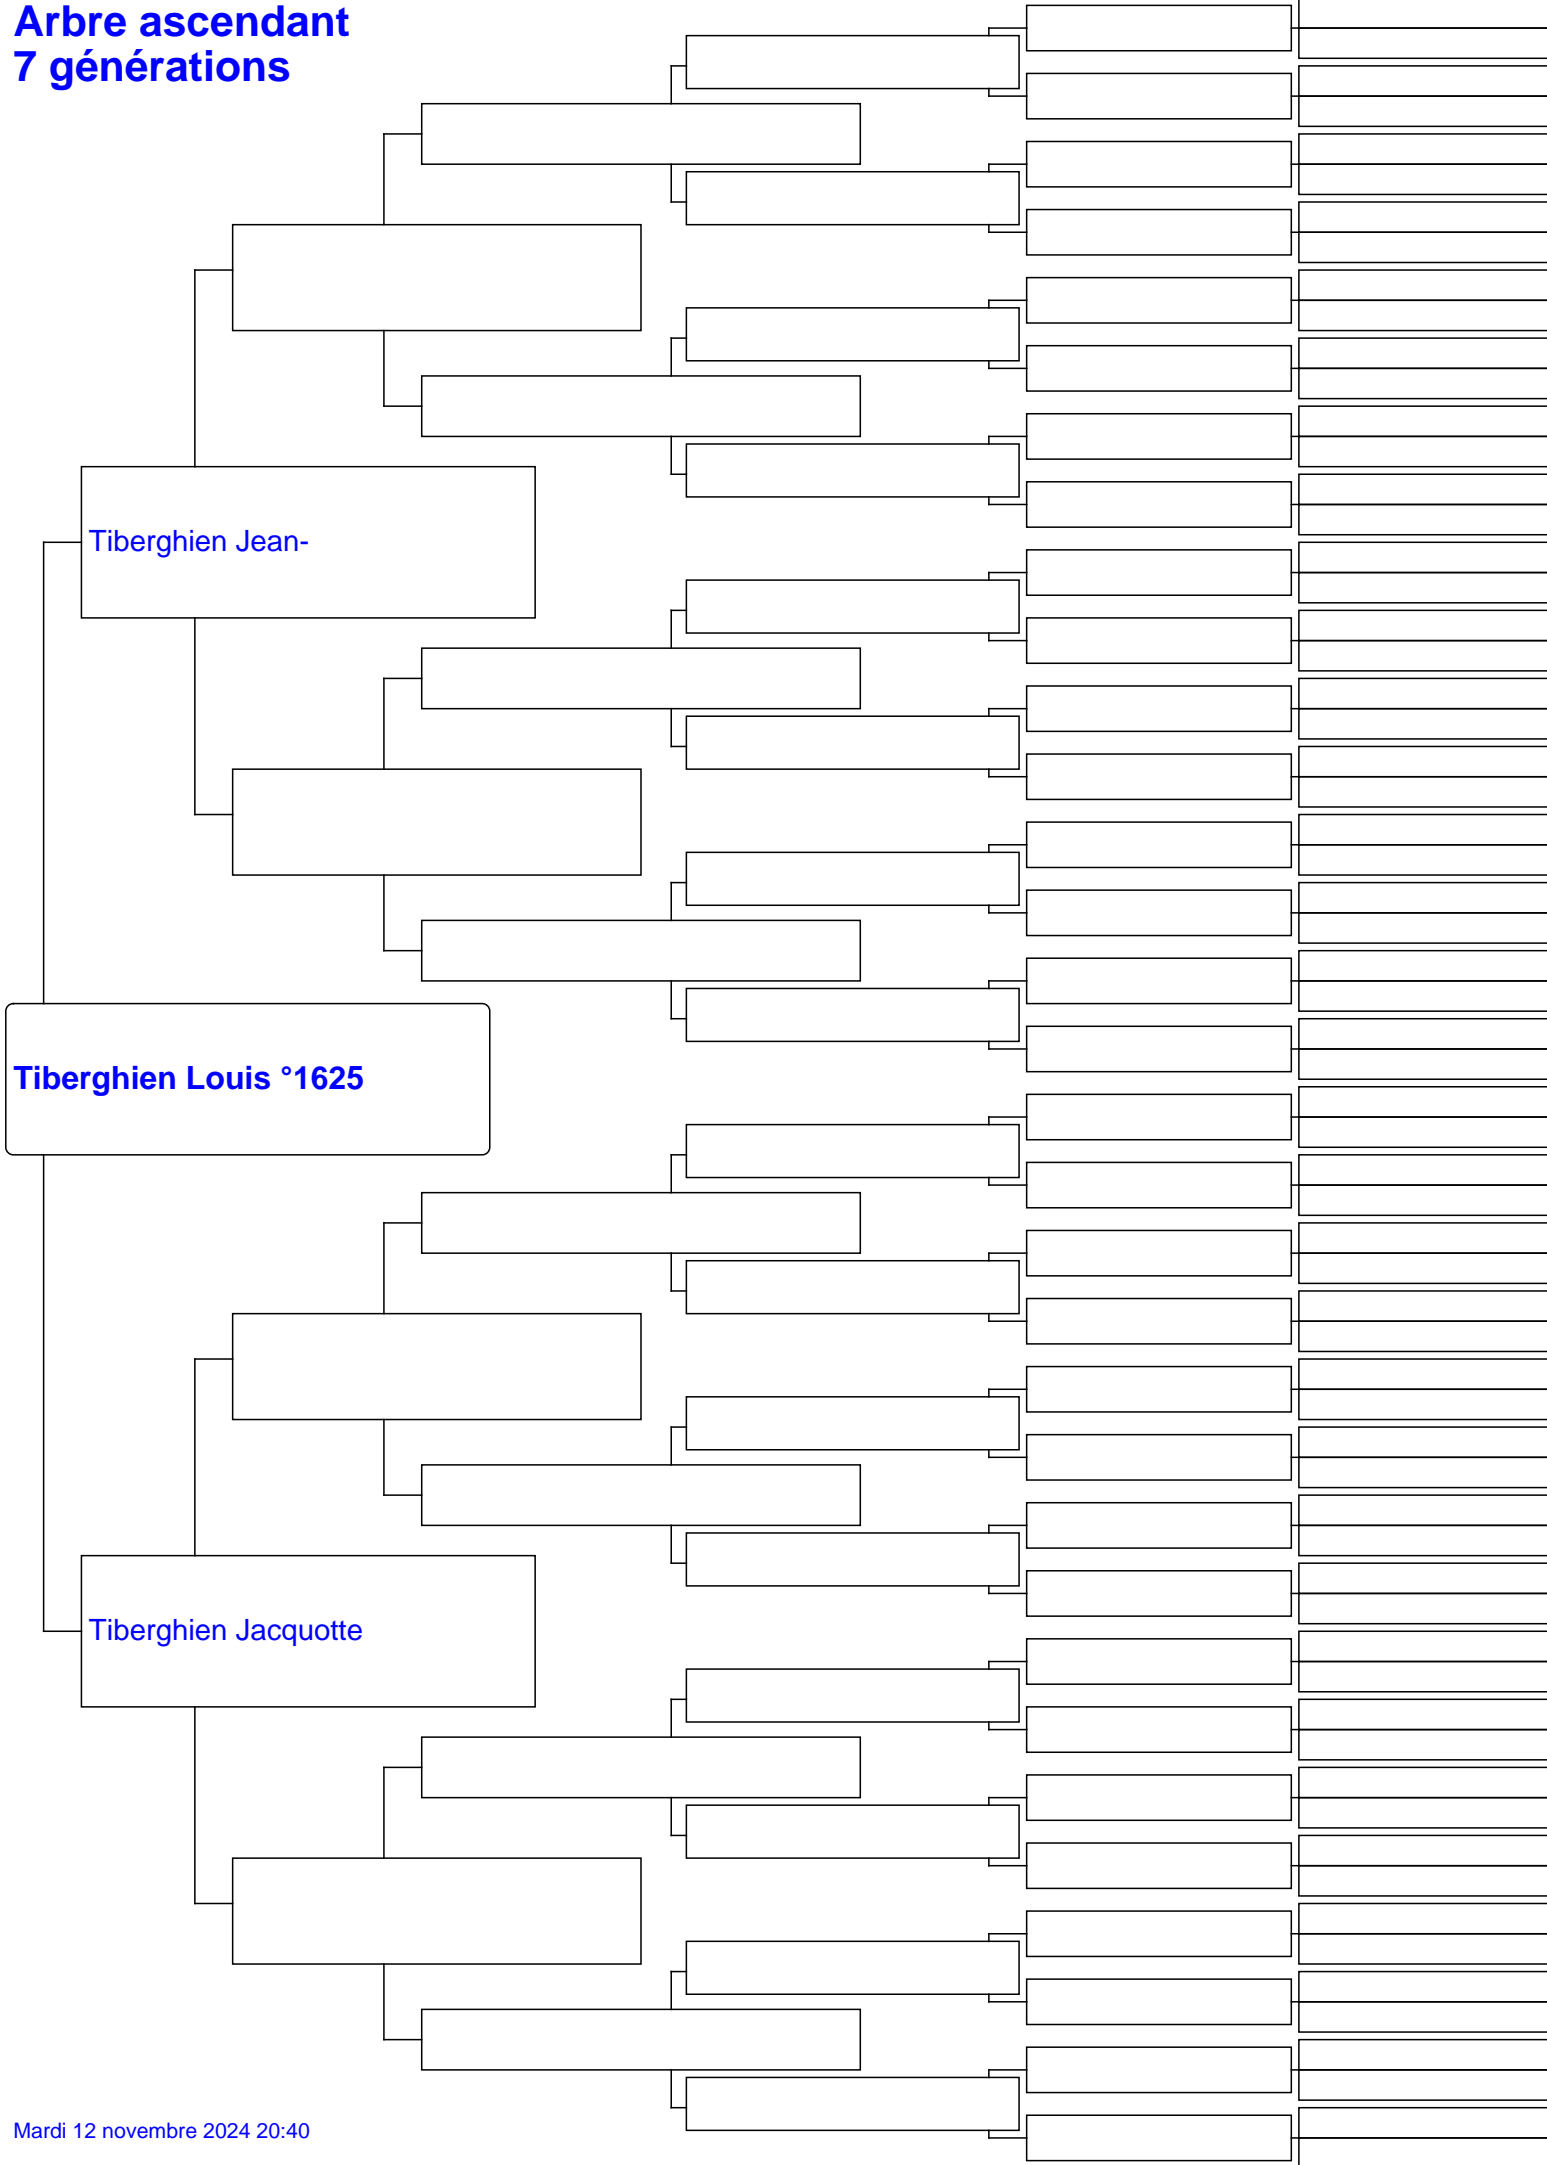 Arbre ascendant
7 générations
Tiberghien Jean-
Tiberghien Louis °1625
Tiberghien Jacquotte
Mardi 12 novembre 2024 20:40